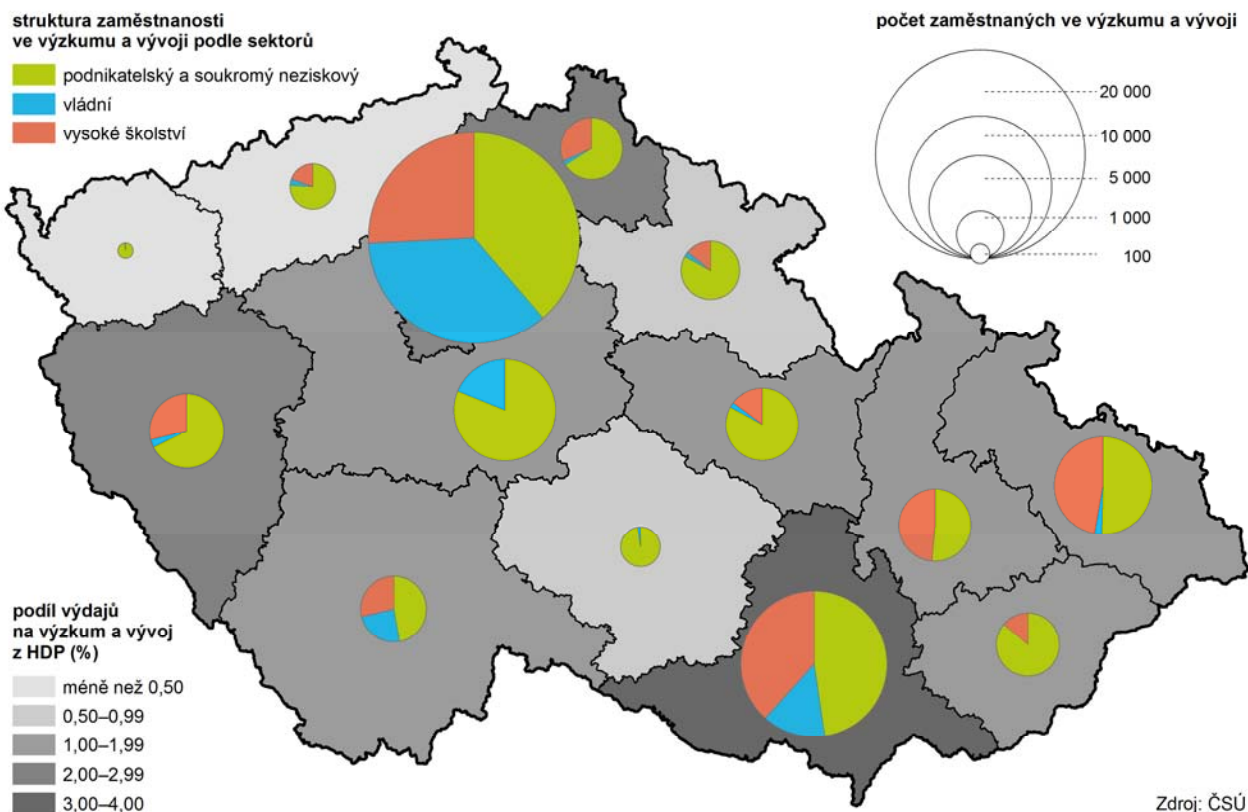 struktura zaměstnanosti
ve výzkumu a vývoji podle sektorů
podnikatelský a soukromý neziskový
vládní
vysoké školství
počet zaměstnaných ve výzkumu a vývoji
20 000
10 000
5 000
1 000
100
podíl výdajů
na výzkum a vývoj
z HDP (%)
méně než 0,50
0,50–0,99
1,00–1,99
2,00–2,99
3,00–4,00
Zdroj: ČSÚ